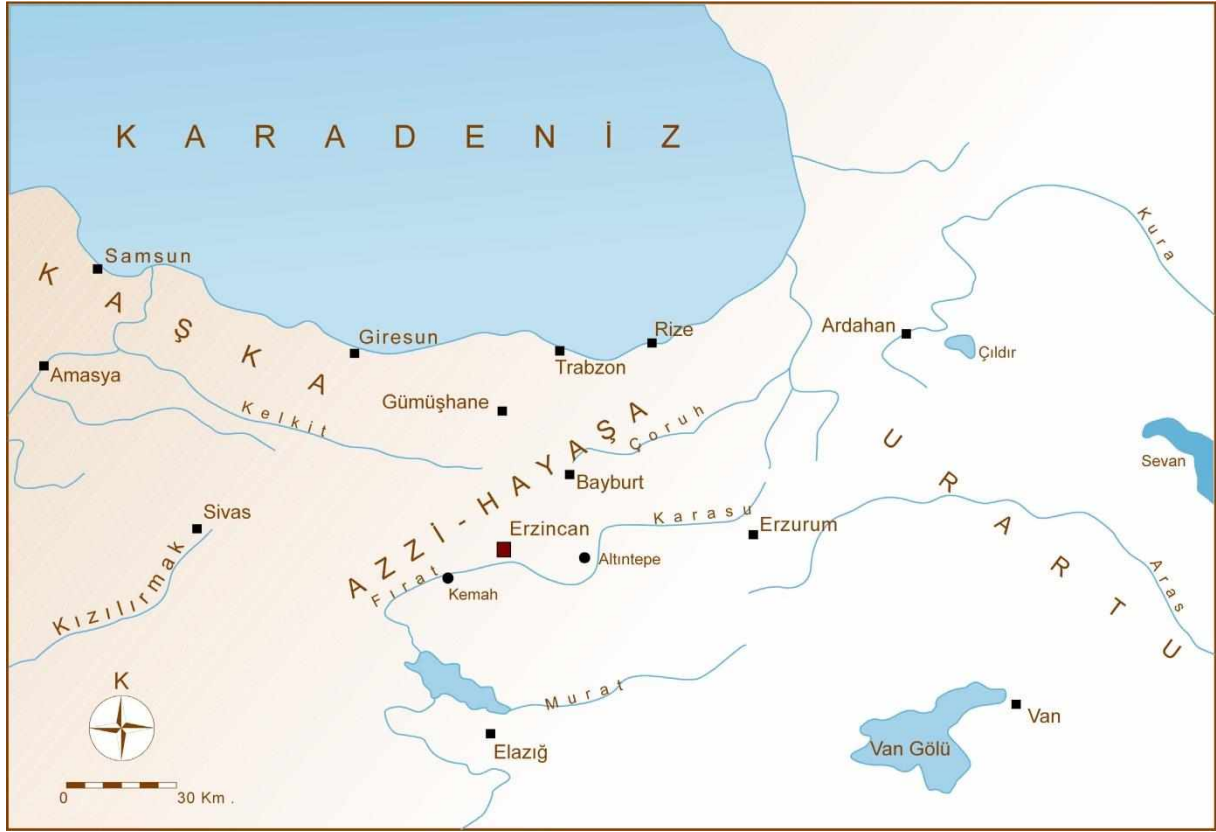 K A R A D E N İ Z
Kura
Samsun
K A Ş K A
Giresun
Rize
Ardahan
Çıldır
Trabzon
Amasya
Gümüşhane
Kelkit
Çoruh
U R A R T U
Sevan
Bayburt
AZZİ-HAYAŞA
Sivas
Karasu
Erzincan
Erzurum
Altıntepe
Fırat
Kemah
Aras
Kızılırmak
K
Murat
Van
Elazığ
Van Gölü
0 30 Km .